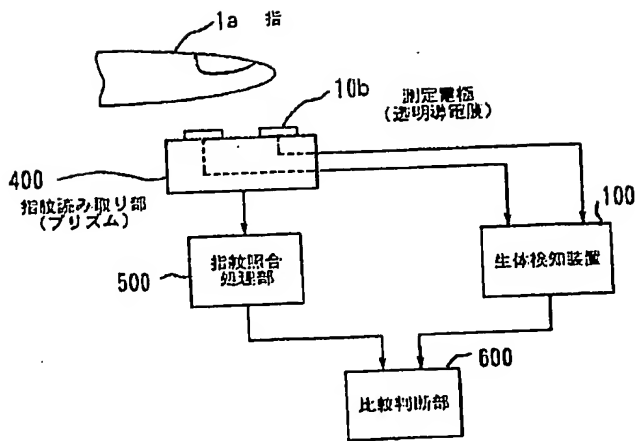 1a 指
10b
測定電極
(透明導電膜)
400
指紋読み取り部
(プリズム)
100
500
指紋照合
処理部
生体検知装置
600
比較判断部